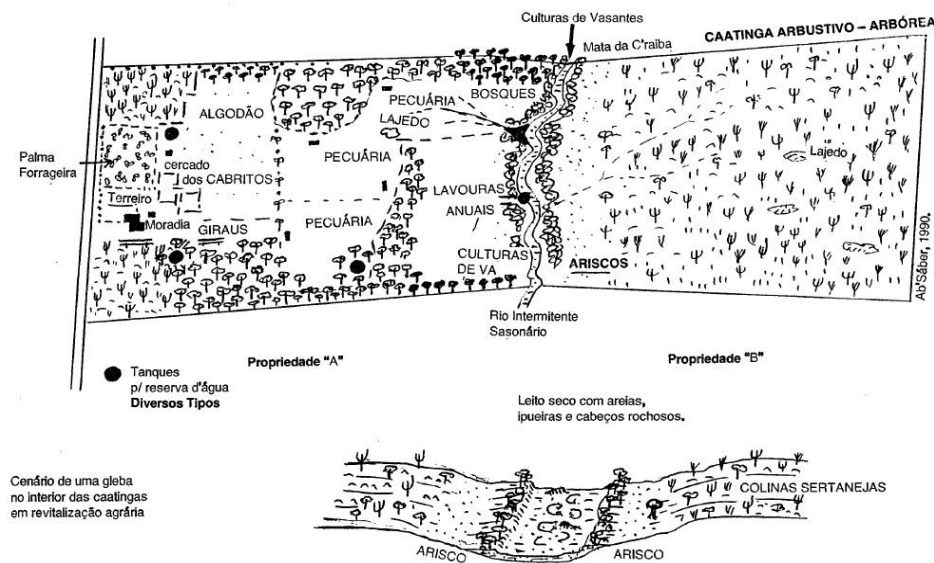 Culturas de Vasantes
Mata da C'raiba
CAATINGA ARBUSTIVO – ARBÓREA
ALGODÃO
PECUÁRIA
BOSQUES
LAJEDO
Palma
Forrageira
cercado
dos CABRITOS
PECUÁRIA
Lajedo
Terreiro
Moradia
GIRAUS
PECUÁRIA
LAVOURAS
ANUAIS
CULTURAS
DE VA
ARISCOS
Ab'Sáber, 1990.
Rio Intermitente
Sasonário
Propriedade "A"
Propriedade "B"
Tanques
p/ reserva d'água
Diversos Tipos
Leito seco com areias,
ipueiras e cabeços rochosos.
Cenário de uma gleba
no interior das caatingas
em revitalização agrária
COLINAS SERTANEJAS
ARISCO
ARISCO